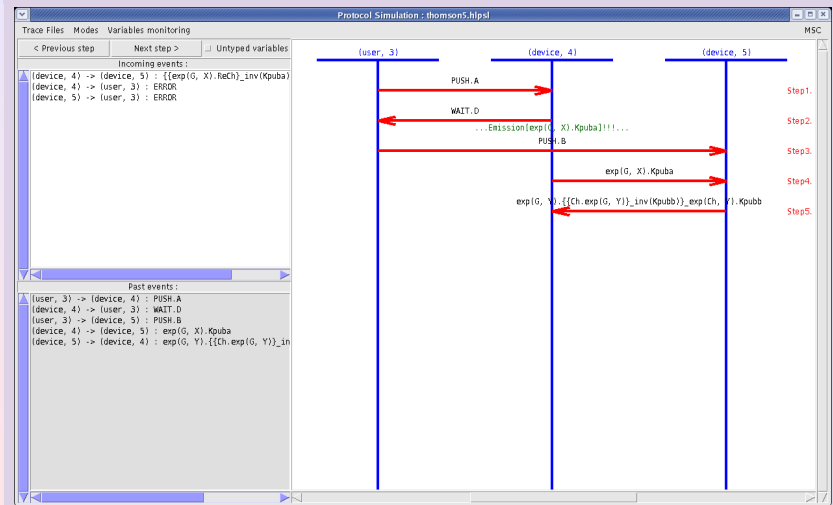 Protocol Simulation : thomson5.hlpsl
Trace Files Modes Variables monitoring MSC
< Previous step Next step > Untyped variables
Incoming events :
(device, 4) -> (device, 5) : {{exp(G, X).ReCh}_inv(Kpuba)
(device, 4) -> (user, 3) : ERROR
(device, 5) -> (user, 3) : ERROR
Past events :
(user, 3) -> (device, 4) : PUSH.A
(device, 4) -> (user, 3) : WAIT.D
(user, 3) -> (device, 5) : PUSH.B
(device, 4) -> (device, 5) : exp(G, X).Kpuba
(device, 5) -> (device, 4) : exp(G, Y).{{Ch.exp(G, Y)}_in
(user, 3) (device, 4) (device, 5)
PUSH.A
Step1.
WAIT.D
Step2.
...Emission[exp(G, X).Kpuba]!!!...
PUSH.B
Step3.
exp(G, X).Kpuba
Step4.
exp(G, Y).{{Ch.exp(G, Y)}_inv(Kpubb)}_exp(Ch, Y).Kpubb
Step5.